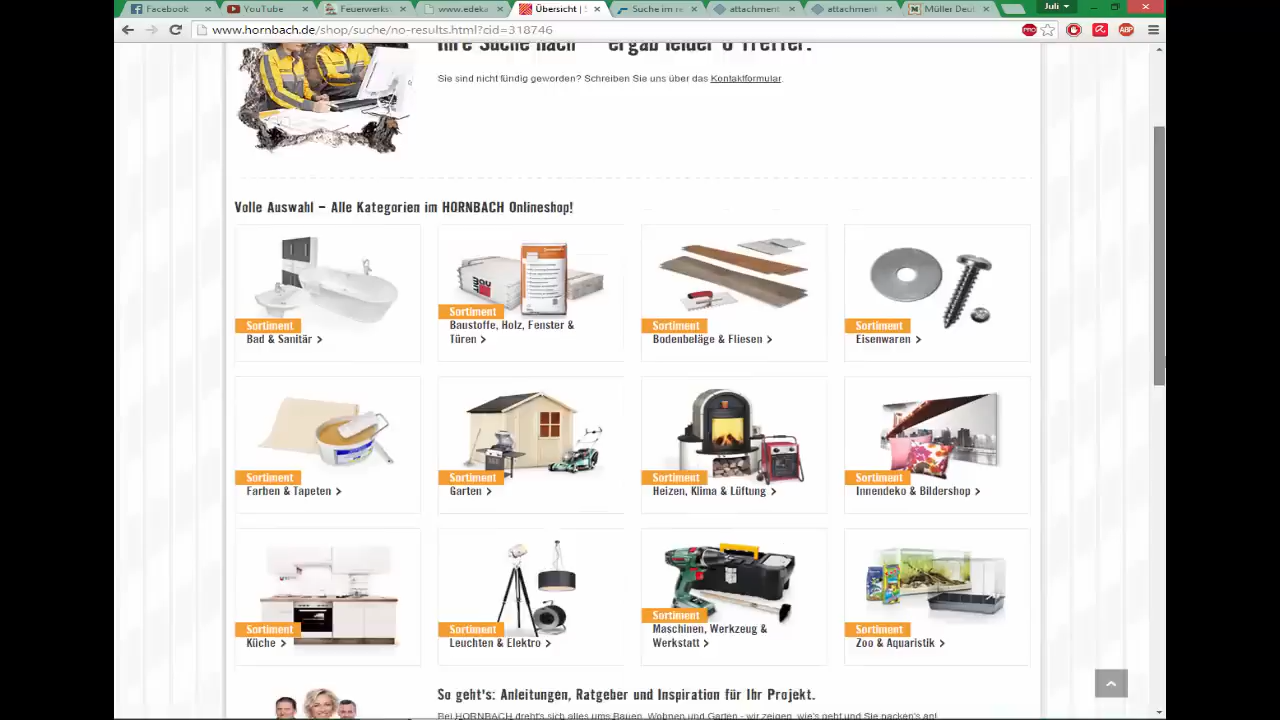 Facebook
YouTube
Feuerwerks
www.edeka
Übersicht | S
Suche im re
attachment
attachment
Müller Deut
Juli
www.hornbach.de/shop/suche/no-results.html?cid=318746
Ihre Suche nach ergab leider 0 Treffer.
Sie sind nicht fündig geworden? Schreiben Sie uns über das Kontaktformular.
Volle Auswahl – Alle Kategorien im HORNBACH Onlineshop!
Sortiment
Bad & Sanitär
Sortiment
Baustoffe, Holz, Fenster &
Türen
Sortiment
Bodenbeläge & Fliesen
Sortiment
Eisenwaren
Sortiment
Farben & Tapeten
Sortiment
Garten
Sortiment
Heizen, Klima & Lüftung
Sortiment
Innendeko & Bildershop
Sortiment
Küche
Sortiment
Leuchten & Elektro
Sortiment
Maschinen, Werkzeug &
Werkstatt
Sortiment
Zoo & Aquaristik
So geht's: Anleitungen, Ratgeber und Inspiration für Ihr Projekt.
Bei HORNBACH dreht's sich alles ums Bauen, Wohnen und Garten - wir zeigen, wie's geht und Sie packen's an!